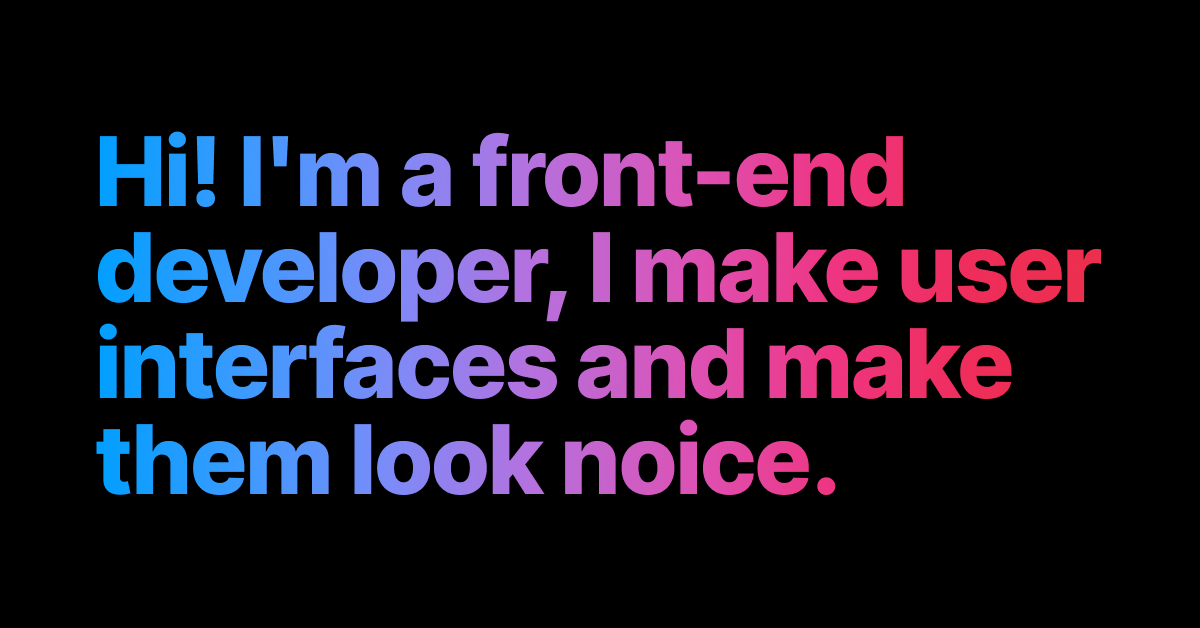 Hi! I'm a front-end
developer, I make user
interfaces and make
them look noice.